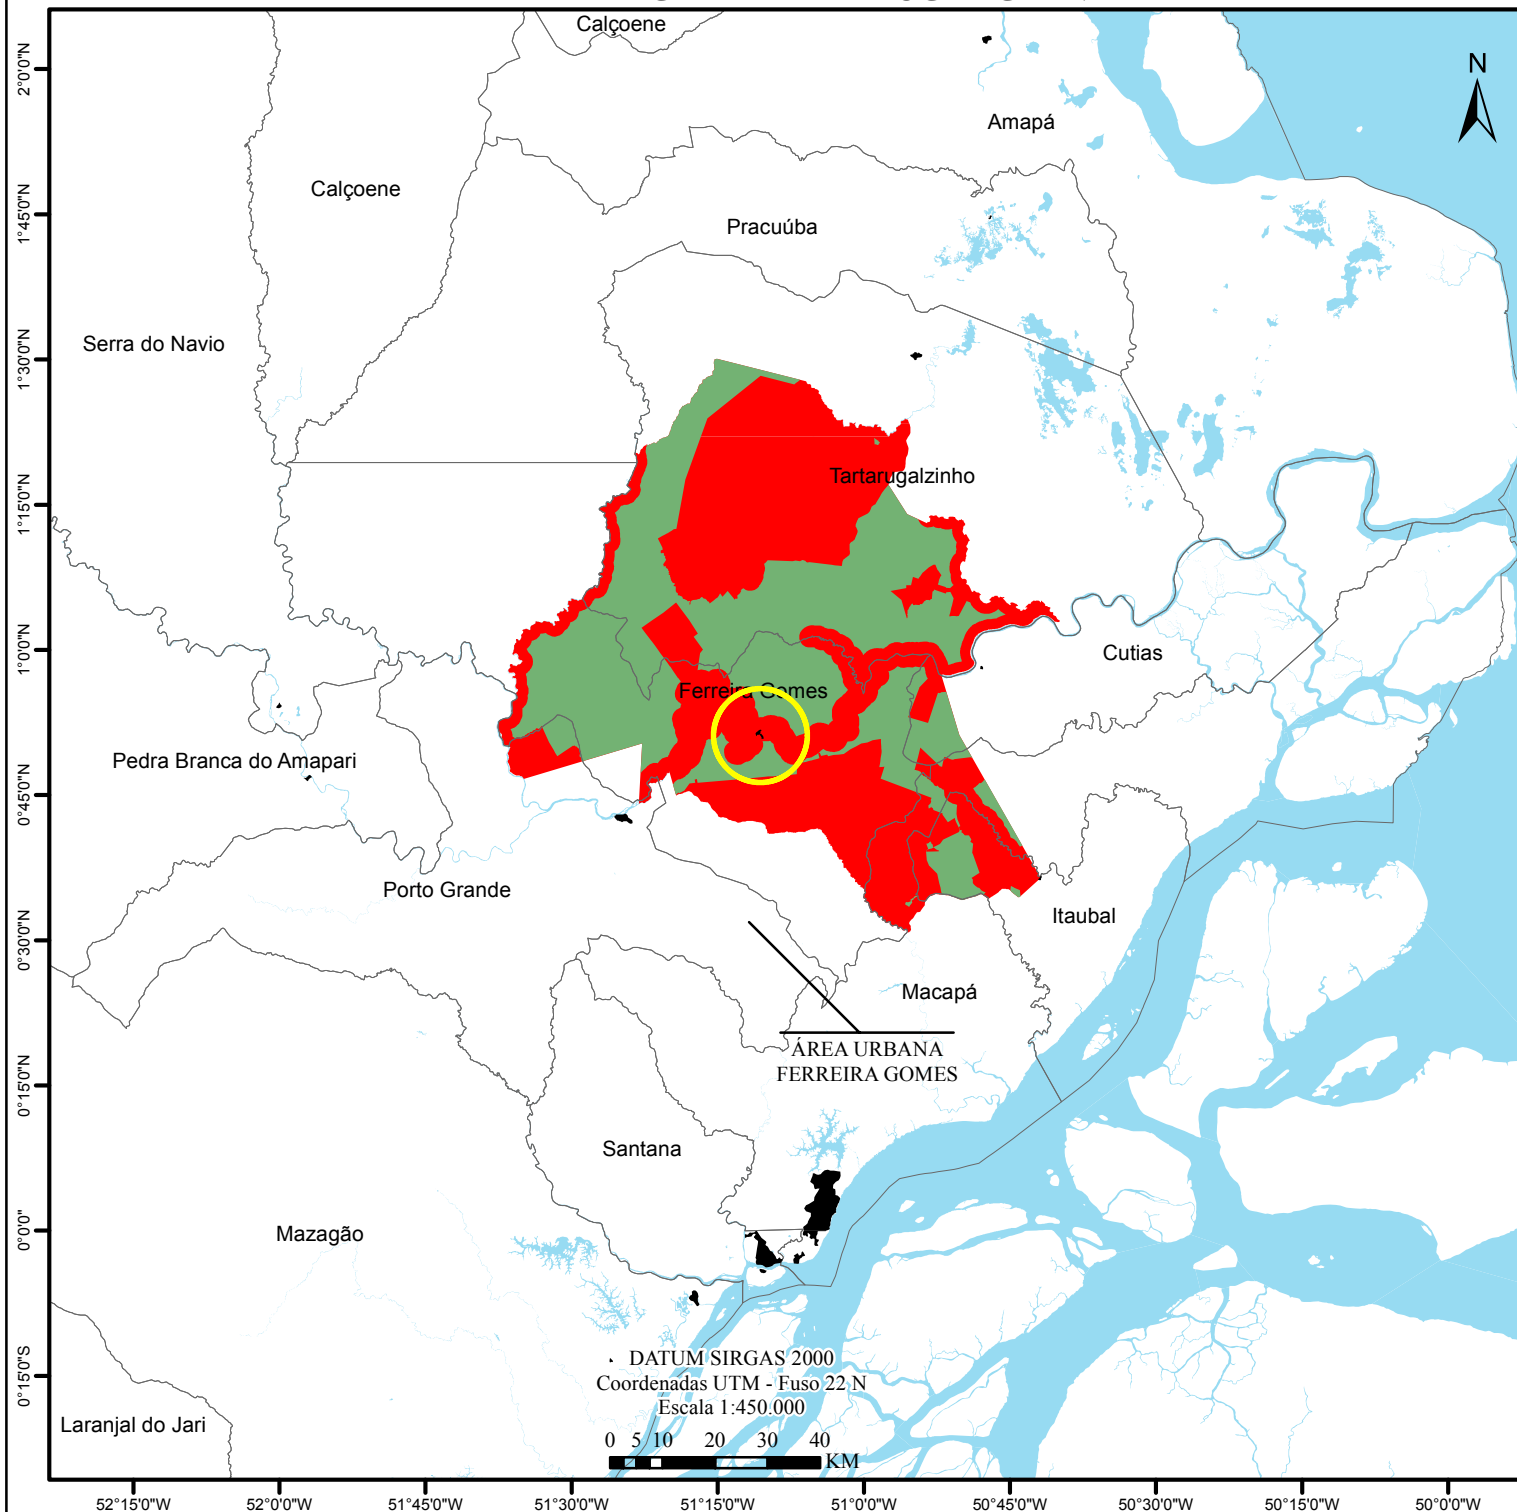 Calçoene
2°0'0"N
N
Amapá
Calçoene
1°45'0"N
Pracuúba
Serra do Navio
1°30'0"N
Tartarugalzinho
1°15'0"N
1°0'0"N
Cutias
Ferreira Gomes
Pedra Branca do Amapari
0°45'0"N
Porto Grande
Itaubal
0°30'0"N
Macapá
ÁREA URBANA
FERREIRA GOMES
0°15'0"N
Santana
Mazagão
0°0'0"
DATUM SIRGAS 2000
Coordenadas UTM - Fuso 22 N
Escala 1:450.000
0°15'0"S
Laranjal do Jari
0 5 10 20 30 40
KM
52°15'0"W 52°0'0"W 51°45'0"W 51°30'0"W 51°15'0"W 51°0'0"W 50°45'0"W 50°30'0"W 50°15'0"W 50°0'0"W